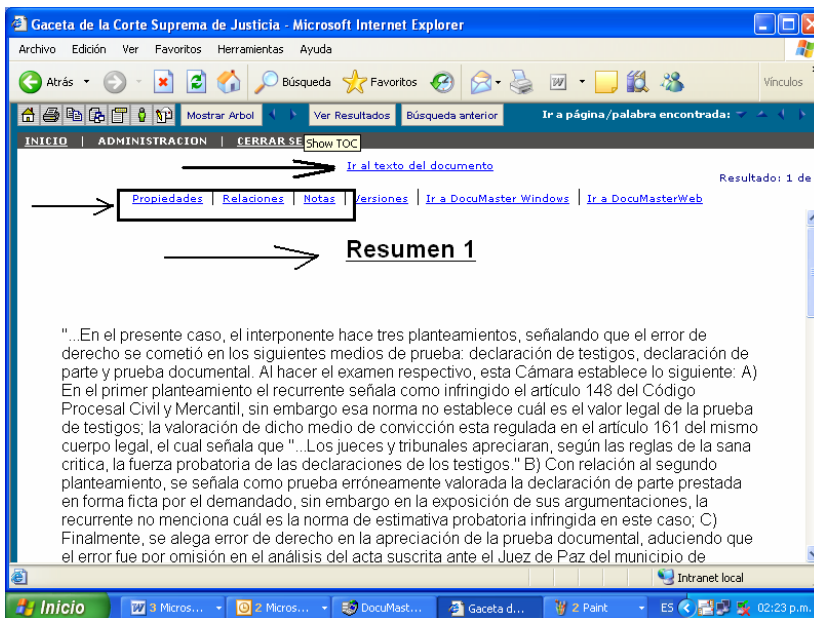 Gaceta de la Corte Suprema de Justicia - Microsoft Internet Explorer
Archivo Edición Ver Favoritos Herramientas Ayuda
Atrás Búsqueda Favoritos Vínculos
Mostrar Arbol Ver Resultados Búsqueda anterior Ir a página/palabra encontrada:
INICIO | ADMINISTRACION | CERRAR SE
Show TOC
Ir al texto del documento
Resultado: 1 de
Propiedades | Relaciones | Notas | Versiones | Ir a DocuMaster Windows | Ir a DocuMasterWeb
Resumen 1
"...En el presente caso, el interponente hace tres planteamientos, señalando que el error de
derecho se cometió en los siguientes medios de prueba: declaración de testigos, declaración de
parte y prueba documental. Al hacer el examen respectivo, esta Cámara establece lo siguiente: A)
En el primer planteamiento el recurrente señala como infringido el artículo 148 del Código
Procesal Civil y Mercantil, sin embargo esa norma no establece cuál es el valor legal de la prueba
de testigos; la valoración de dicho medio de convicción esta regulada en el artículo 161 del mismo
cuerpo legal, el cual señala que "...Los jueces y tribunales apreciaran, según las reglas de la sana
critica, la fuerza probatoria de las declaraciones de los testigos." B) Con relación al segundo
planteamiento, se señala como prueba erróneamente valorada la declaración de parte prestada
en forma ficta por el demandado, sin embargo en la exposición de sus argumentaciones, la
recurrente no menciona cuál es la norma de estimativa probatoria infringida en este caso; C)
Finalmente, se alega error de derecho en la apreciación de la prueba documental, aduciendo que
el error fue por omisión en el análisis del acta suscrita ante el Juez de Paz del municipio de
Intranet local
Inicio 3 Micros... 2 Micros... DocuMast... Gaceta d... 2 Paint ES 02:23 p.m.